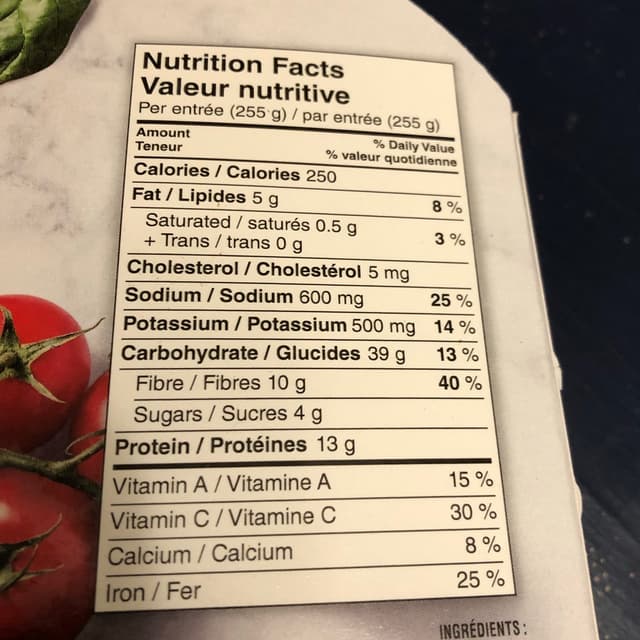 Nutrition Facts
Valeur nutritive
Per entrée (255 g) / par entrée (255 g)
Amount % Daily Value
Teneur % valeur quotidienne
Calories / Calories 250
Fat / Lipides 5 g 8 %
Saturated / saturés 0.5 g
+ Trans / trans 0 g 3 %
Cholesterol / Cholestérol 5 mg
Sodium / Sodium 600 mg 25 %
Potassium / Potassium 500 mg 14 %
Carbohydrate / Glucides 39 g 13 %
Fibre / Fibres 10 g 40 %
Sugars / Sucres 4 g
Protein / Protéines 13 g
Vitamin A / Vitamine A 15 %
Vitamin C / Vitamine C 30 %
Calcium / Calcium 8 %
Iron / Fer 25 %
INGRÉDIENTS :